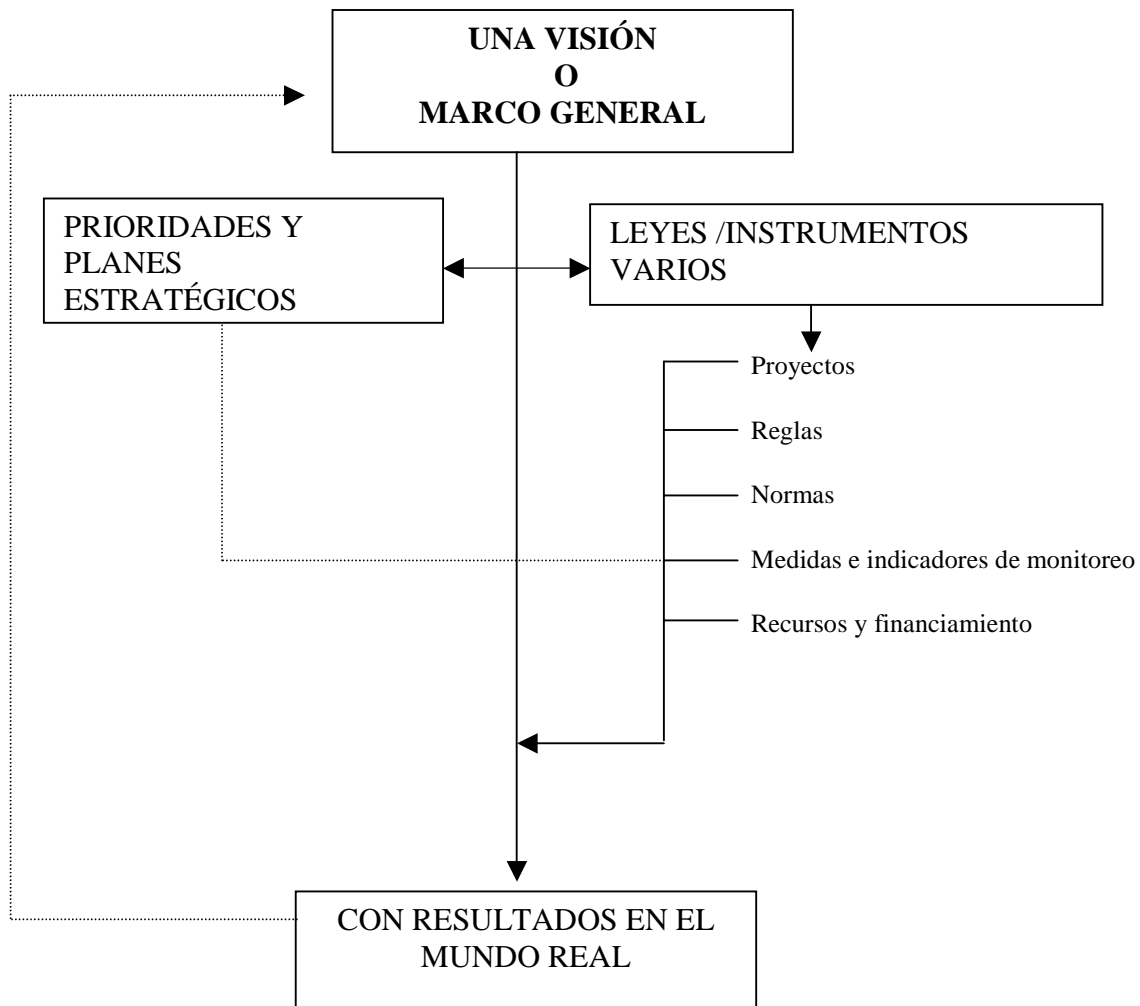 UNA VISIÓN
O
MARCO GENERAL
PRIORIDADES Y
PLANES
ESTRATÉGICOS
LEYES /INSTRUMENTOS
VARIOS
Proyectos
Reglas
Normas
Medidas e indicadores de monitoreo
Recursos y financiamiento
CON RESULTADOS EN EL
MUNDO REAL